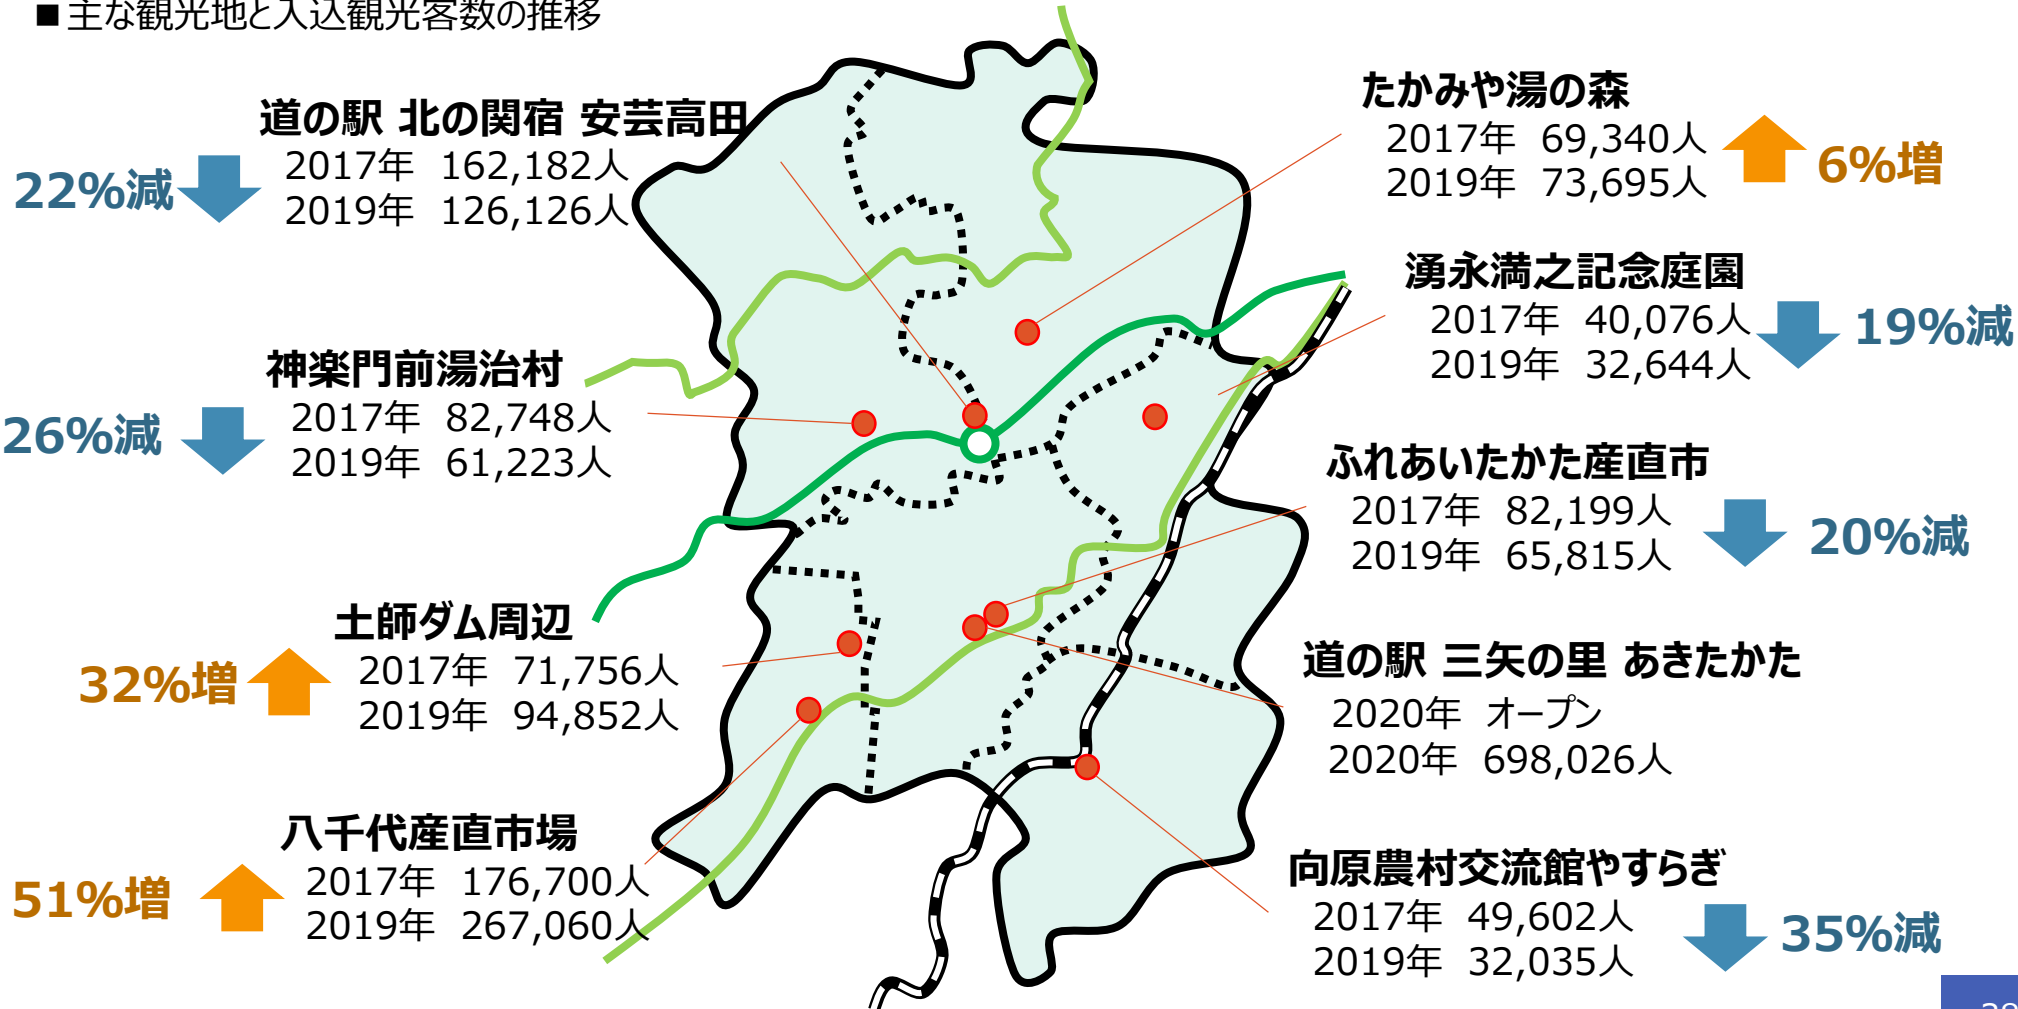 ■主な観光地と入込観光客数の推移
道の駅 北の関宿 安芸高田
2017年 162,182人
2019年 126,126人
22%減
神楽門前湯治村
2017年 82,748人
2019年 61,223人
26%減
土師ダム周辺
2017年 71,756人
2019年 94,852人
32%増
八千代産直市場
2017年 176,700人
2019年 267,060人
51%増
たかみや湯の森
2017年 69,340人
2019年 73,695人
6%増
湧永満之記念庭園
2017年 40,076人
2019年 32,644人
19%減
ふれあいたかた産直市
2017年 82,199人
2019年 65,815人
20%減
道の駅 三矢の里 あきたかた
2020年 オープン
2020年 698,026人
向原農村交流館やすらぎ
2017年 49,602人
2019年 32,035人
35%減